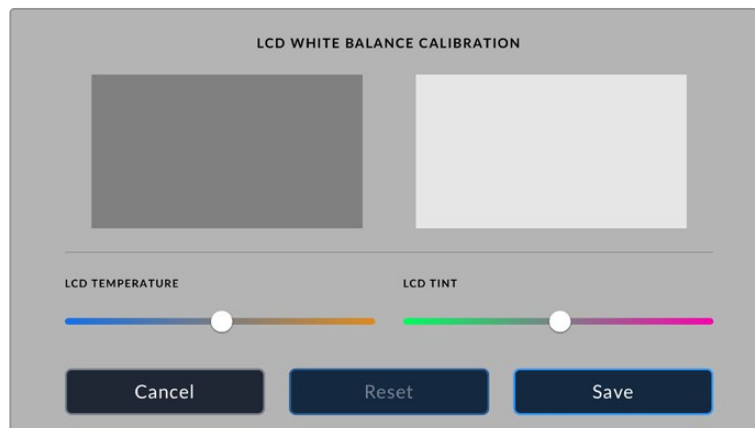 LCD WHITE BALANCE CALIBRATION
LCD TEMPERATURE
LCD TINT
Cancel
Reset
Save